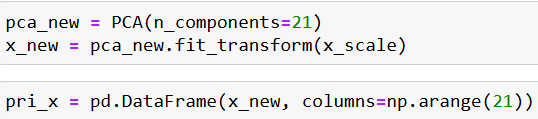 pca_new = PCA(n_components=21)
x_new = pca_new.fit_transform(x_scale)
pri_x = pd.DataFrame(x_new, columns=np.arange(21))